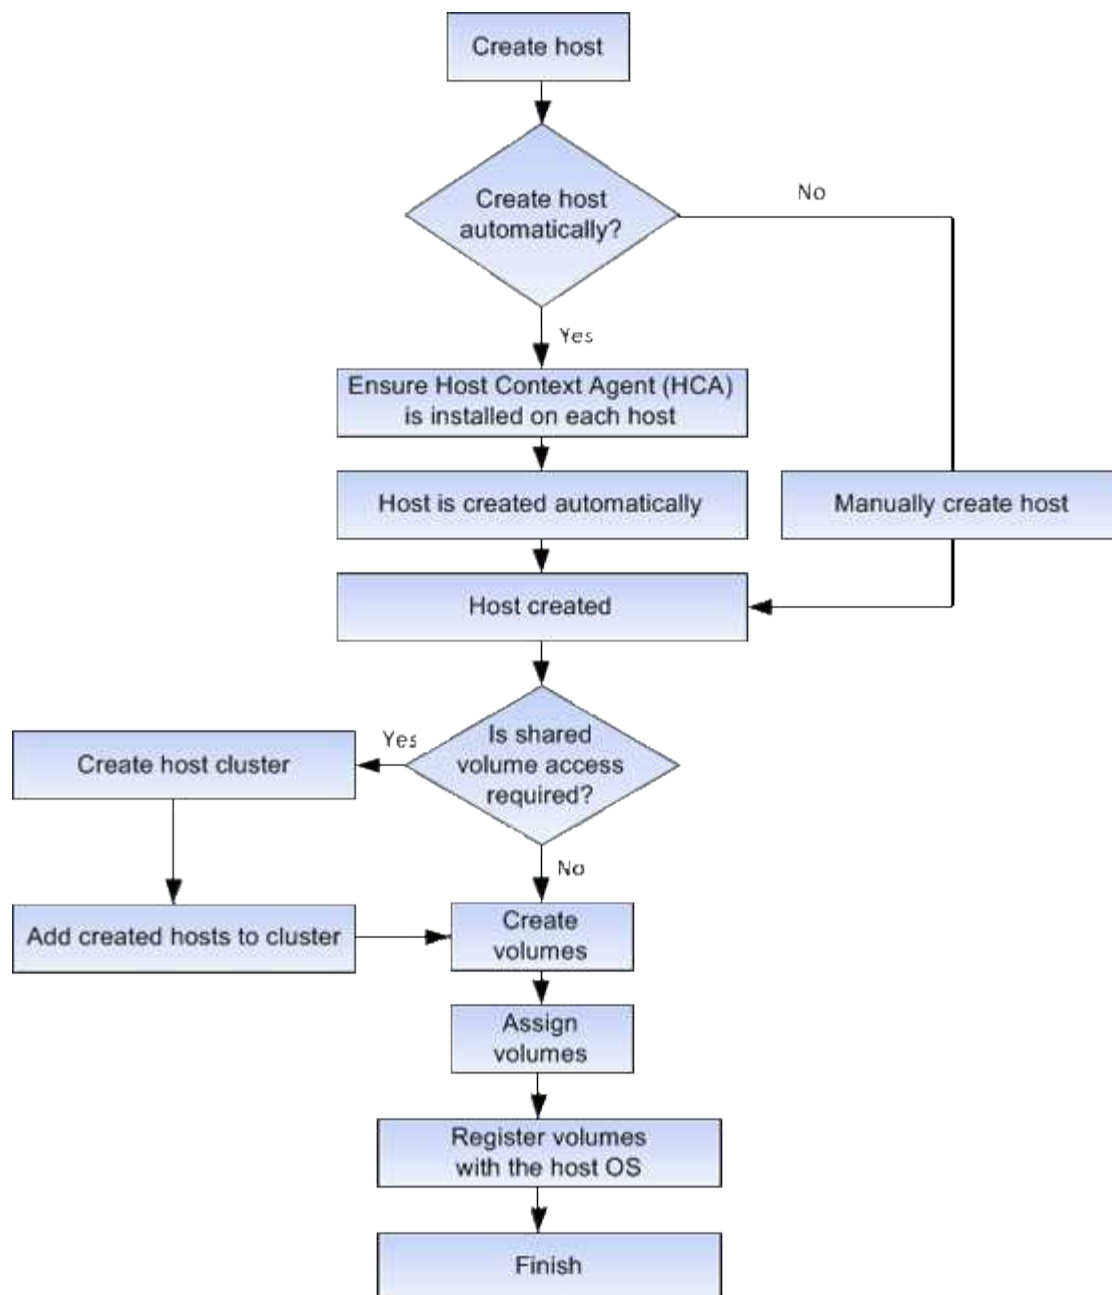 Create host
Create host
automatically?
No
Yes
Ensure Host Context Agent (HCA)
is installed on each host
Host is created automatically
Manually create host
Host created
Is shared
volume access
required?
Yes
Create host cluster
No
Add created hosts to cluster
Create
volumes
Assign
volumes
Register volumes
with the host OS
Finish